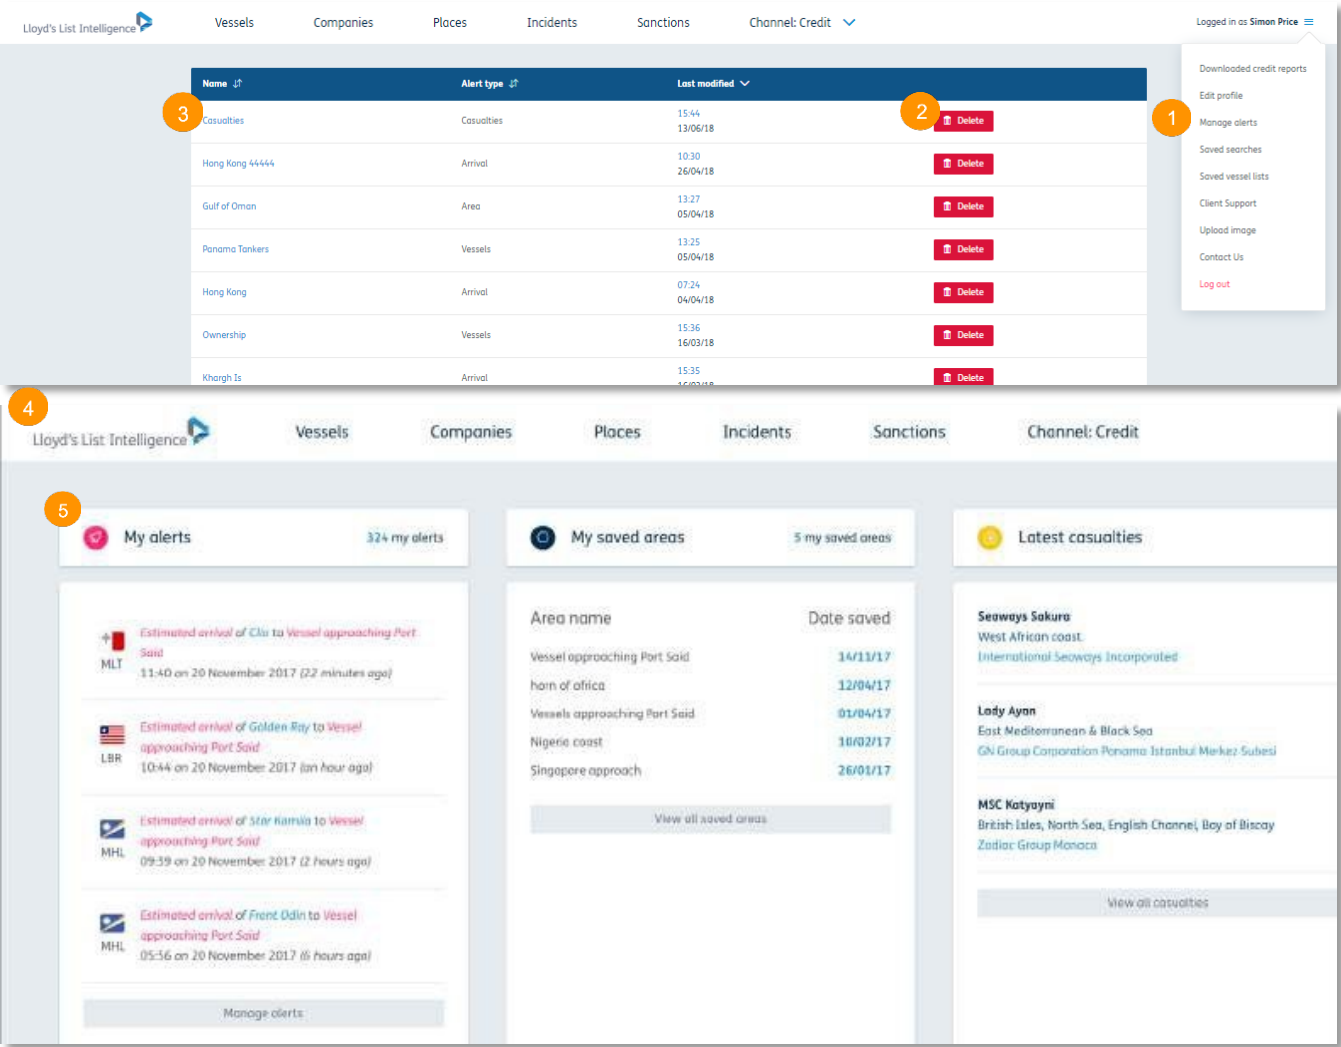 Lloyd's List Intelligence
Vessels Companies Places Incidents Sanctions Channel: Credit
Logged in as Simon Price
Downloaded credit reports
Edit profile
1
Manage alerts
Saved searches
Saved vessel lists
Client Support
Upload image
Contact Us
Log out
Name Alert type Last modified
3
2
Casualties Casualties 15:44 Delete
13/06/18
Hong Kong 44444 Arrival 10:30 Delete
26/04/18
Gulf of Oman Area 13:27 Delete
05/04/18
Panama Tankers Vessels 13:25 Delete
05/04/18
Hong Kong Arrival 07:24 Delete
04/04/18
Ownership Vessels 15:36 Delete
16/03/18
Khargh Is Arrival 15:35 Delete
4
Lloyd's List Intelligence
Vessels Companies Places Incidents Sanctions Channel: Credit
5
My alerts 324 my alerts
MLT
Estimated arrival of Clio to Vessel approaching Port
Said
11:40 on 20 November 2017 (22 minutes ago)
LBR
Estimated arrival of Golden Ray to Vessel
approaching Port Said
10:44 on 20 November 2017 (an hour ago)
MHL
Estimated arrival of Star Kamila to Vessel
approaching Port Said
09:39 on 20 November 2017 (2 hours ago)
MHL
Estimated arrival of Front Odin to Vessel
approaching Port Said
05:56 on 20 November 2017 (6 hours ago)
Manage alerts
My saved areas 5 my saved areas
Area name Date saved
Vessel approaching Port Said 14/11/17
horn of africa 12/04/17
Vessels approaching Port Said 01/04/17
Nigeria coast 10/02/17
Singapore approach 26/01/17
View all saved areas
Latest casualties
Seaways Sakura
West African coast
International Seaways Incorporated
Lady Ayan
East Mediterranean & Black Sea
GN Group Corporation Panama Istanbul Merkez Subesi
MSC Katyayni
British Isles, North Sea, English Channel, Bay of Biscay
Zodiac Group Monaco
View all casualties